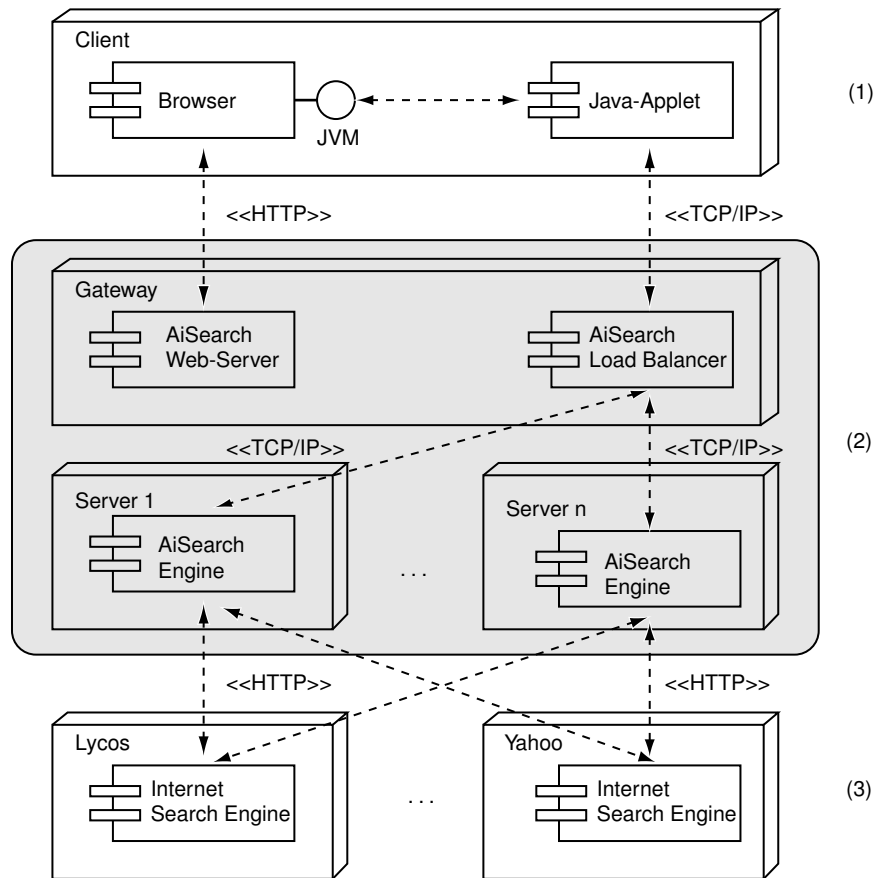 Client
Browser
JVM
Java-Applet
(1)
<<HTTP>>
<<TCP/IP>>
Gateway
AiSearch
Web-Server
AiSearch
Load Balancer
(2)
<<TCP/IP>>
<<TCP/IP>>
Server 1
AiSearch
Engine
. . .
Server n
AiSearch
Engine
<<HTTP>>
<<HTTP>>
Lycos
Internet
Search Engine
. . .
Yahoo
Internet
Search Engine
(3)